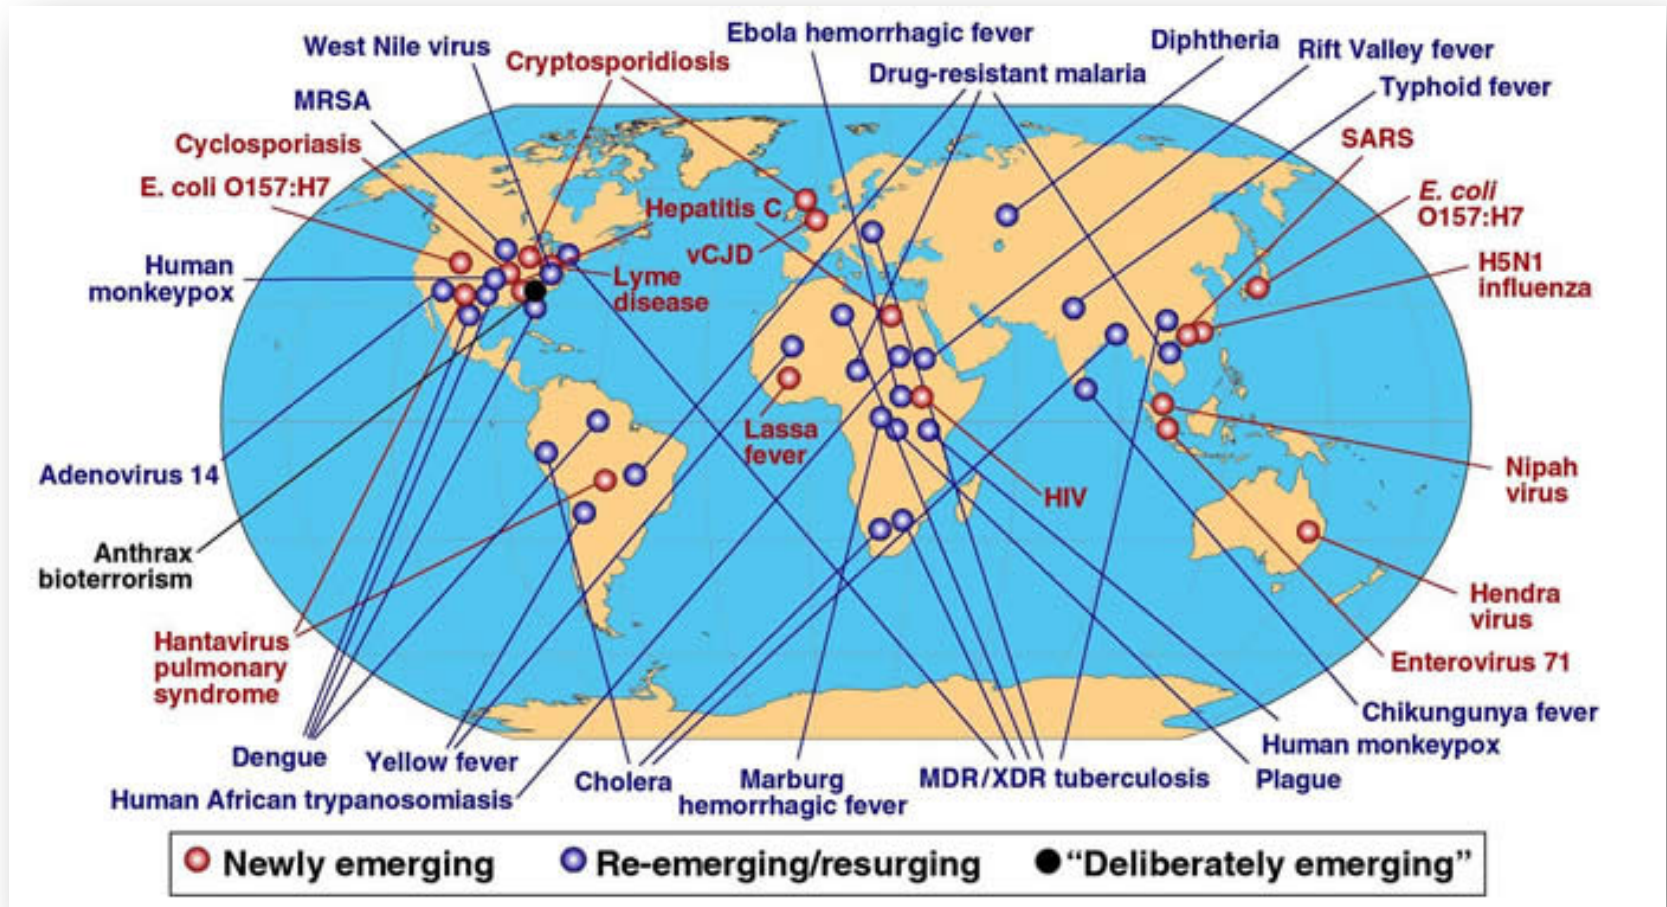 West Nile virus
Cryptosporidiosis
Ebola hemorrhagic fever
Drug-resistant malaria
Diphtheria
Rift Valley fever
Typhoid fever
MRSA
Cyclosporiasis
SARS
E. coli O157:H7
E. coli
O157:H7
Hepatitis C
vCJD
Human
monkeypox
Lyme
disease
H5N1
influenza
Lassa
fever
Adenovirus 14
HIV
Nipah
virus
Anthrax
bioterrorism
Hendra
virus
Hantavirus
pulmonary
syndrome
Enterovirus 71
Chikungunya fever
Human monkeypox
Dengue
Yellow fever
Cholera
Marburg
hemorrhagic fever
MDR/XDR tuberculosis
Plague
Human African trypanosomiasis
Newly emerging
Re-emerging/resurging
“Deliberately emerging”